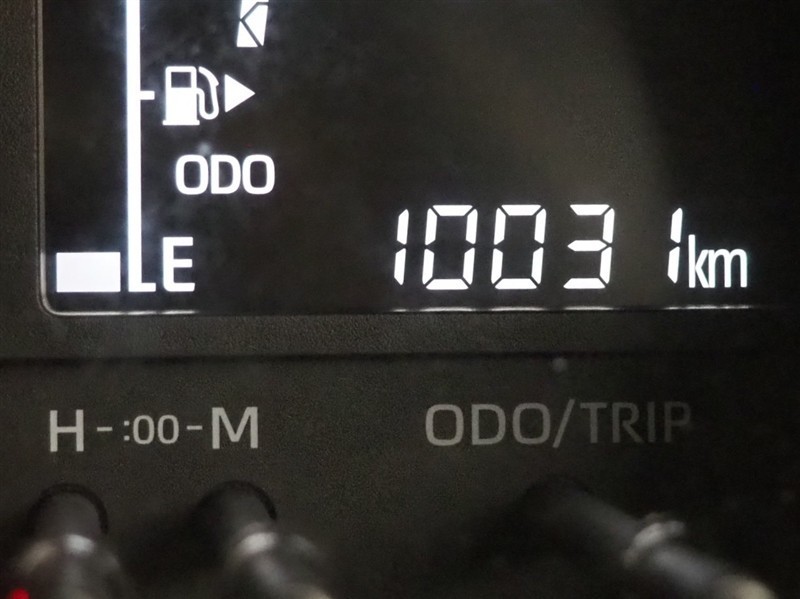 ODO
E
10031km
H-:00-M
ODO/TRIP